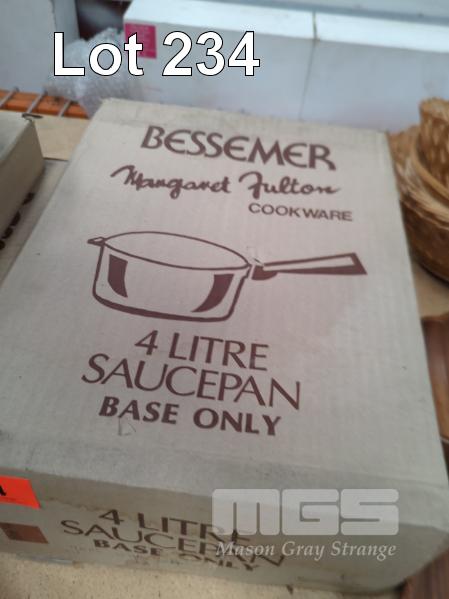 Lot 234
BESSEMER
Margaret Fulton
COOKWARE
4 LITRE
SAUCEPAN
BASE ONLY
4 LITRE
SAUCEPAN
BASE ONLY
MGS
Mason Gray Strange